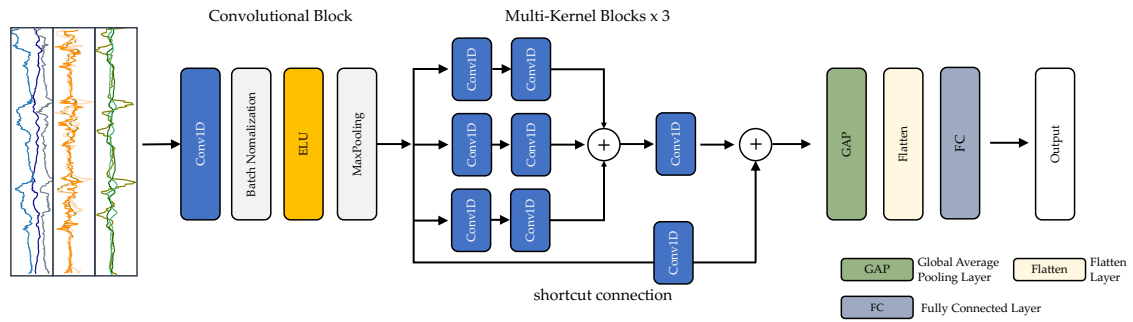 Convolutional Block
Multi-Kernel Blocks x 3
Conv1D
Batch Nomalization
ELU
MaxPooling
Conv1D
Conv1D
Conv1D
Conv1D
+
Conv1D
Conv1D
Conv1D
+
Conv1D
shortcut connection
GAP
Flatten
FC
Output
GAP
Global Average
Pooling Layer
Flatten
Flatten
Layer
FC
Fully Connected Layer